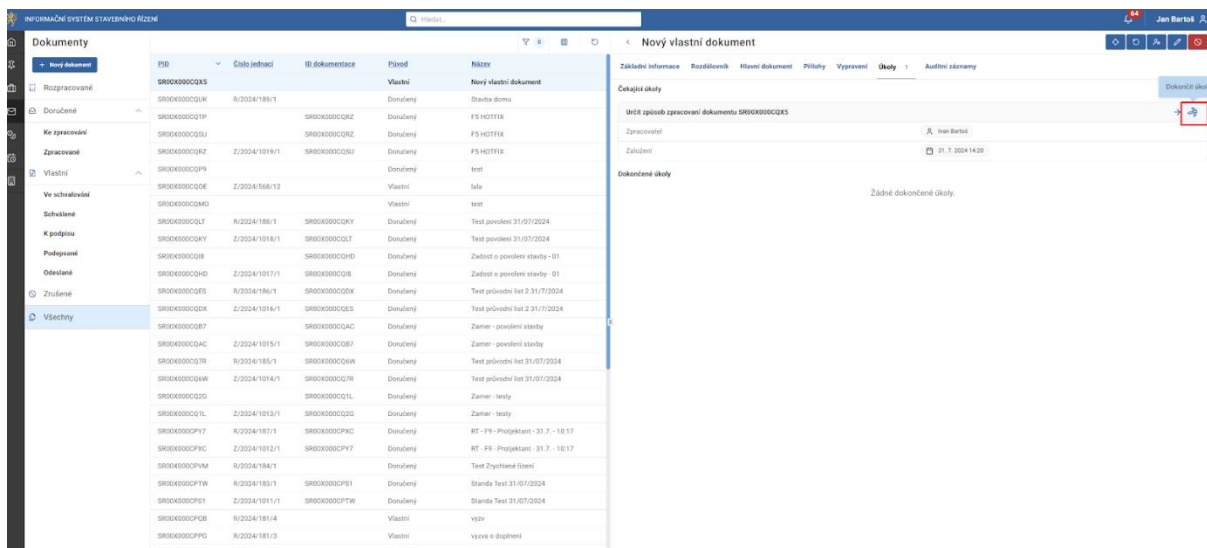 INFORMAČNÍ SYSTÉM STAVEBNÍHO ŘÍZENÍ
Hledat..
64
Jan Bartoš
Dokumenty
+ Nový dokument
Rozpracované
Doručené
Ke zpracování
Zpracované
Vlastní
Ve schvalování
Schválené
K podpisu
Podepsané
Odeslané
Zrušené
Všechny
0
PID Číslo jednací ID dokumentace Původ Název
SR00X000CQX5 Vlastní Nový vlastní dokument
SR00X000CQUK R/2024/189/1 Doručený Stavba domu
SR00X000CQTP SR00X000CQRZ Doručený F5 HOTFIX
SR00X000CQSU SR00X000CQRZ Doručený F5 HOTFIX
SR00X000CQRZ Z/2024/1019/1 SR00X000CQSU Doručený F5 HOTFIX
SR00X000CQP9 Doručený test
SR00X000CQOE Z/2024/568/12 Vlastní lala
SR00X000CQMO Vlastní test
SR00X000CQLT R/2024/188/1 SR00X000CQKY Doručený Test povolení 31/07/2024
SR00X000CQKY Z/2024/1018/1 SR00X000CQLT Doručený Test povolení 31/07/2024
SR00X000CQI8 SR00X000CQHD Doručený Zadost o povoleni stavby - 01
SR00X000CQHD Z/2024/1017/1 SR00X000CQI8 Doručený Zadost o povoleni stavby - 01
SR00X000CQES R/2024/186/1 SR00X000CQDX Doručený Test průvodní list 2 31/7/2024
SR00X000CQDX Z/2024/1016/1 SR00X000CQES Doručený Test průvodní list 2 31/7/2024
SR00X000CQB7 SR00X000CQAC Doručený Zamer - povoleni stavby
SR00X000CQAC Z/2024/1015/1 SR00X000CQB7 Doručený Zamer - povoleni stavby
SR00X000CQ7R R/2024/185/1 SR00X000CQ6W Doručený Test průvodní list 31/07/2024
SR00X000CQ6W Z/2024/1014/1 SR00X000CQ7R Doručený Test průvodní list 31/07/2024
SR00X000CQ2G SR00X000CQ1L Doručený Zamer - testy
SR00X000CQ1L Z/2024/1013/1 SR00X000CQ2G Doručený Zamer - testy
SR00X000CPY7 R/2024/187/1 SR00X000CPXC Doručený RT - F9 - Projektant - 31.7. - 10:17
SR00X000CPXC Z/2024/1012/1 SR00X000CPY7 Doručený RT - F9 - Projektant - 31.7. - 10:17
SR00X000CPVM R/2024/184/1 Doručený Test Zrychlené řízení
SR00X000CPTW R/2024/183/1 SR00X000CPS1 Doručený Standa Test 31/07/2024
SR00X000CPS1 Z/2024/1011/1 SR00X000CPTW Doručený Standa Test 31/07/2024
SR00X000CPQB R/2024/181/4 Vlastní výzv
SR00X000CPPG R/2024/181/3 Vlastní výzva o doplnení
Nový vlastní dokument
Základní informace Rozdělovník Hlavní dokument Přílohy Vypravení Úkoly 1 Auditní záznamy
Čekající úkoly
Dokončit úkol
Určit způsob zpracovaní dokumentu SR00X000CQX5
Zpracovatel Ivan Bartoš
Založení 31. 7. 2024 14:20
Dokončené úkoly
Žádné dokončené úkoly.